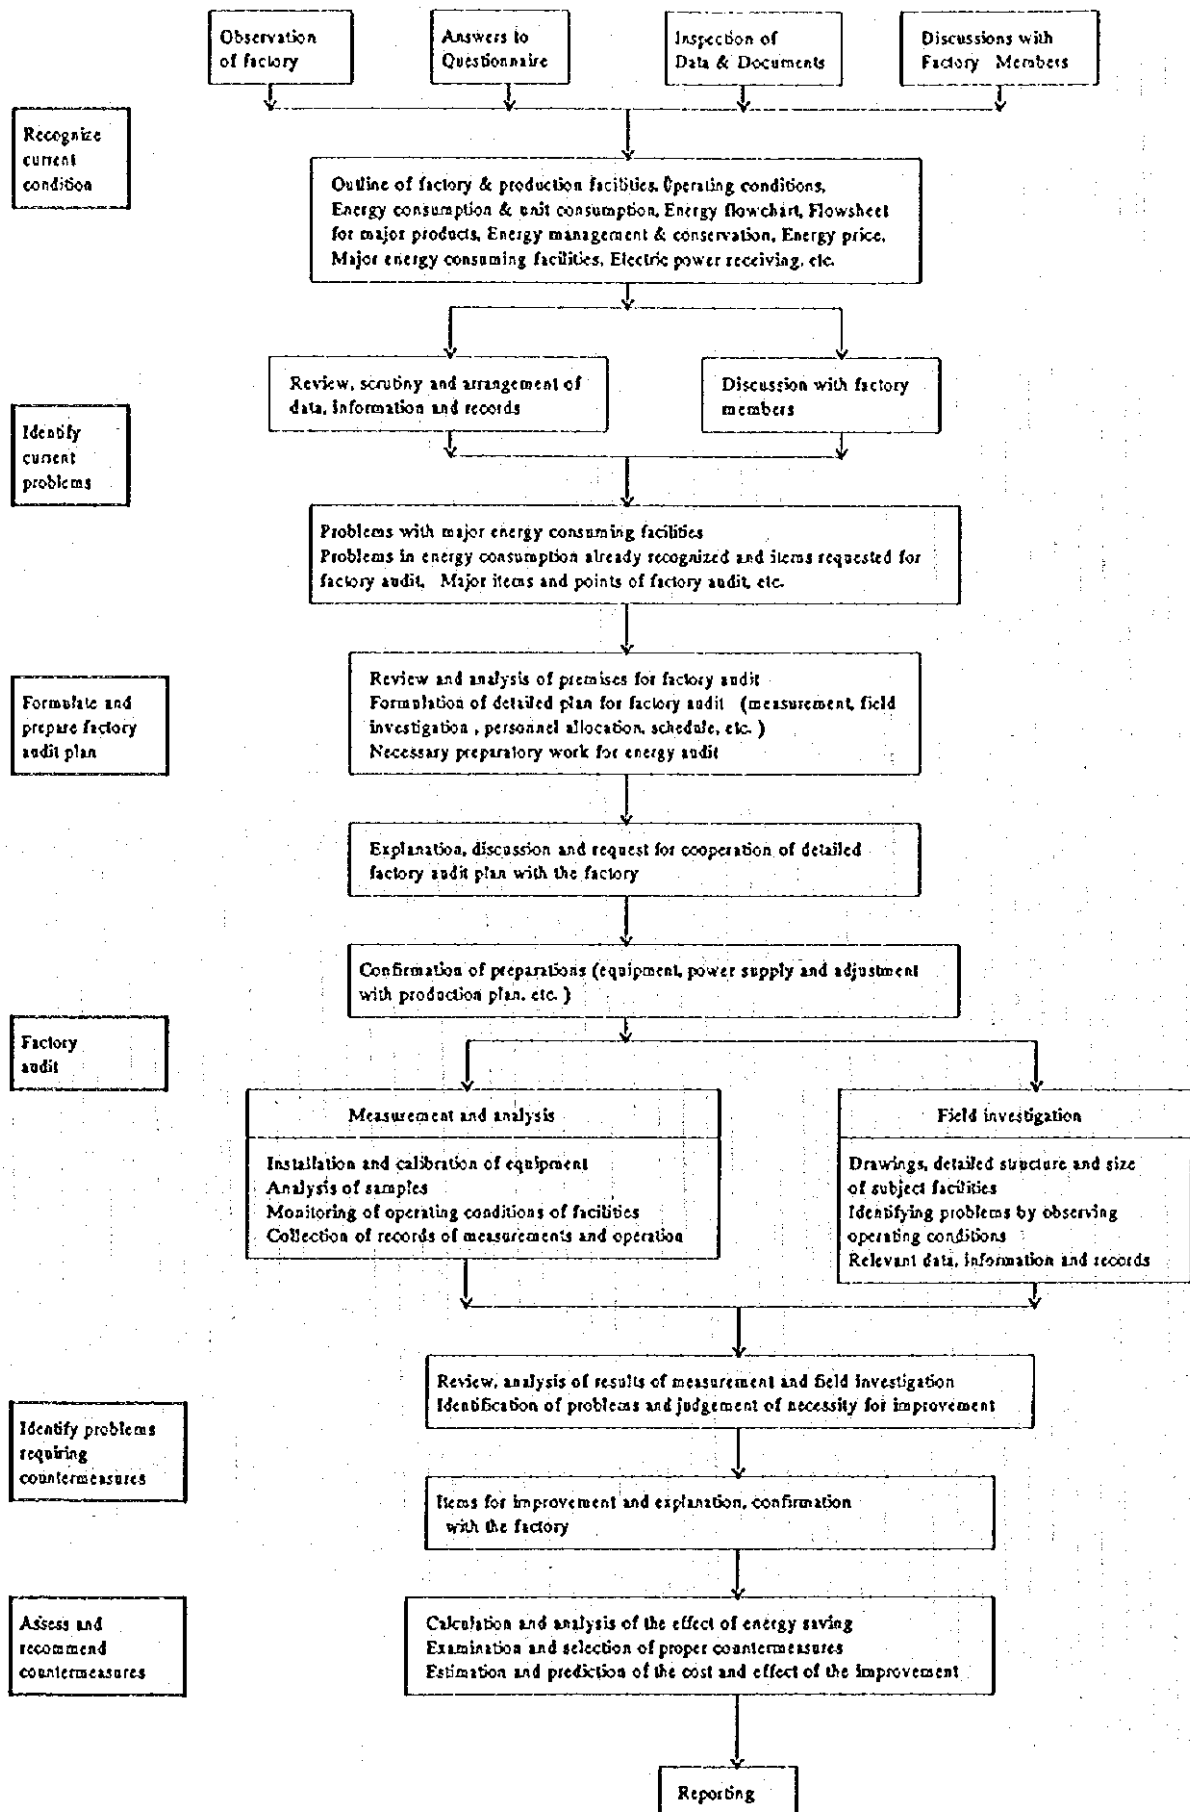 Observation
of factory
Answers to
Questionnaire
Inspection of
Data & Documents
Discussions with
Factory Members
Recognize
current
condition
Outline of factory & production facilities, Operating conditions,
Energy consumption & unit consumption, Energy flowchart, Flowsheet
for major products, Energy management & conservation, Energy price,
Major energy consuming facilities, Electric power receiving, etc.
Review, scrutiny and arrangement of
data, information and records
Discussion with factory
members
Identify
current
problems
Problems with major energy consuming facilities
Problems in energy consumption already recognized and items requested for
factory audit, Major items and points of factory audit, etc.
Formulate and
prepare factory
audit plan
Review and analysis of premises for factory audit
Formulation of detailed plan for factory audit (measurement, field
investigation , personnel allocation, schedule, etc. )
Necessary preparatory work for energy audit
Explanation, discussion and request for cooperation of detailed
factory audit plan with the factory
Confirmation of preparations (equipment, power supply and adjustment
with production plan, etc. )
Factory
audit
Measurement and analysis
Installation and calibration of equipment
Analysis of samples
Monitoring of operating conditions of facilities
Collection of records of measurements and operation
Field investigation
Drawings, detailed structure and size
of subject facilities
Identifying problems by observing
operating conditions
Relevant data, information and records
Identify problems
requiring
countermeasures
Review, analysis of results of measurement and field investigation
Identification of problems and judgement of necessity for improvement
Items for improvement and explanation, confirmation
with the factory
Assess and
recommend
countermeasures
Calculation and analysis of the effect of energy saving
Examination and selection of proper countermeasures
Estimation and prediction of the cost and effect of the improvement
Reporting